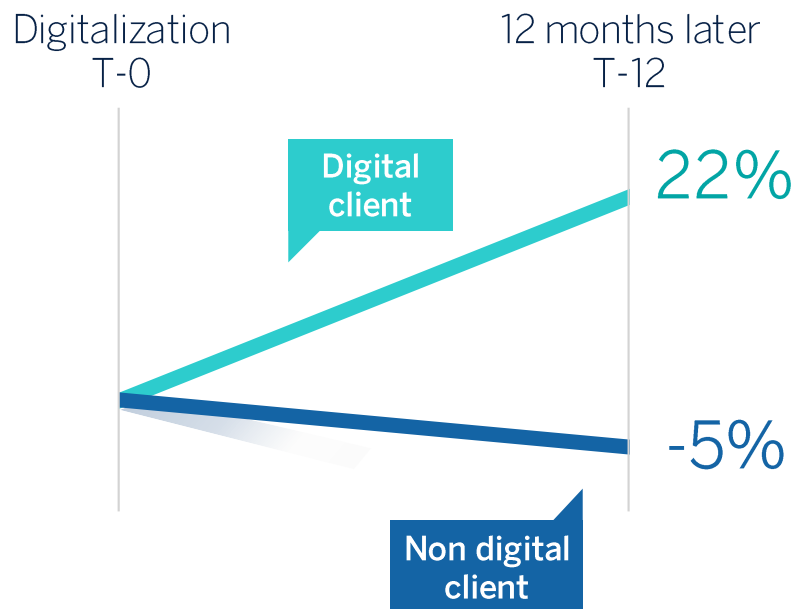 Digitalization
T-0
12 months later
T-12
Digital
client
22%
-5%
Non digital
client